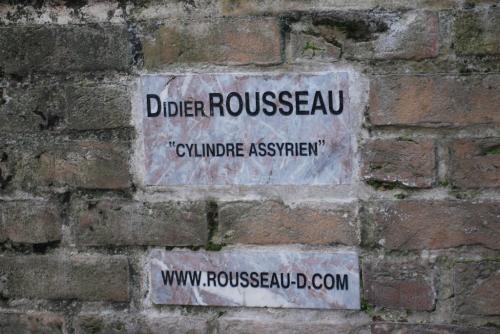 DIDIER ROUSSEAU
"CYLINDRE ASSYRIEN"
WWW.ROUSSEAU-D.COM